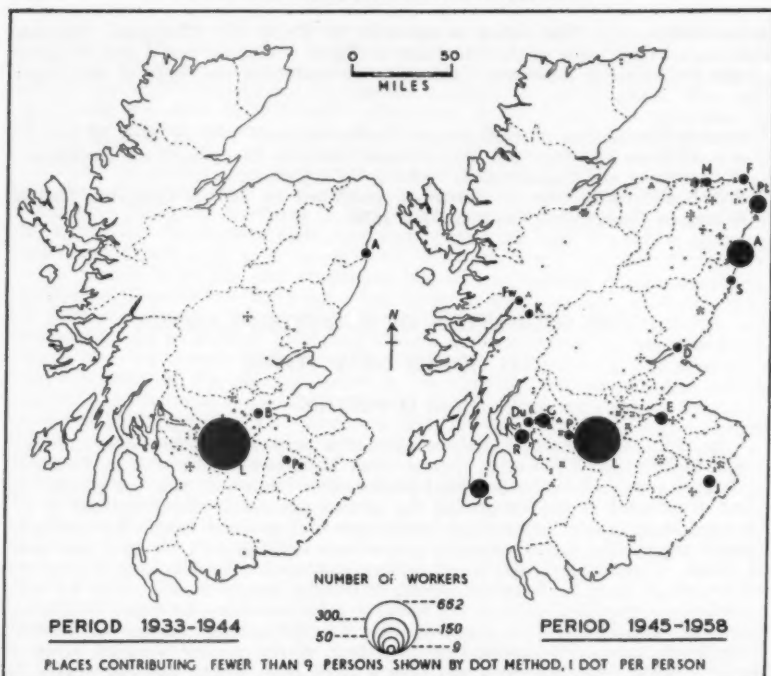 0 50
MILES
A
N
B
Pe
L
M
F
Pt
A
S
Fw
K
D
Du
G
P
E
R
L
C
J
NUMBER OF WORKERS
662
300
150
50
9
PERIOD 1933-1944
PERIOD 1945-1958
PLACES CONTRIBUTING FEWER THAN 9 PERSONS SHOWN BY DOT METHOD, I DOT PER PERSON